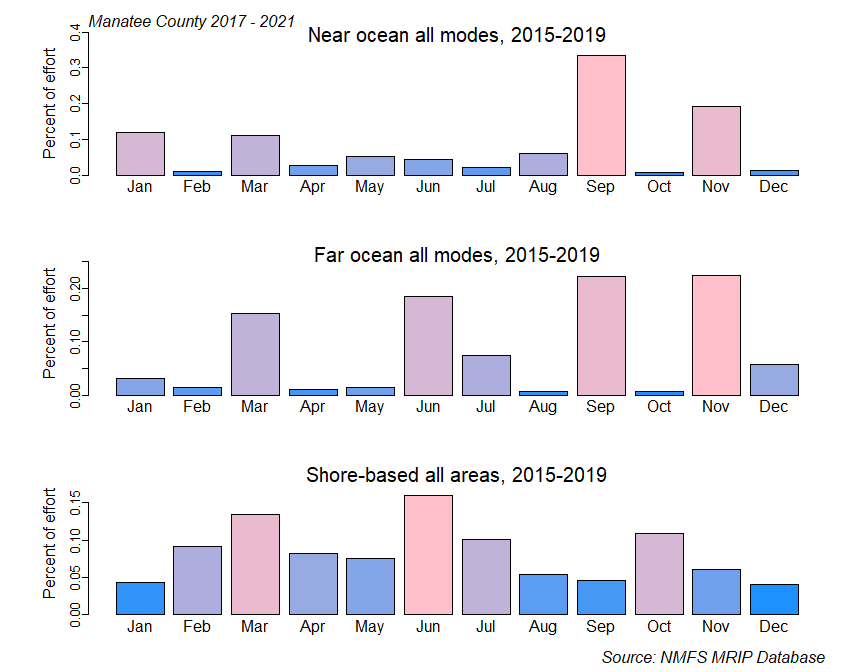 Manatee County 2017 - 2021
Near ocean all modes, 2015-2019
Percent of effort
0.4
0.3
0.2
0.1
0.0
Jan Feb Mar Apr May Jun Jul Aug Sep Oct Nov Dec
Far ocean all modes, 2015-2019
Percent of effort
0.20
0.10
0.00
Jan Feb Mar Apr May Jun Jul Aug Sep Oct Nov Dec
Shore-based all areas, 2015-2019
Percent of effort
0.15
0.10
0.05
0.00
Jan Feb Mar Apr May Jun Jul Aug Sep Oct Nov Dec
Source: NMFS MRIP Database